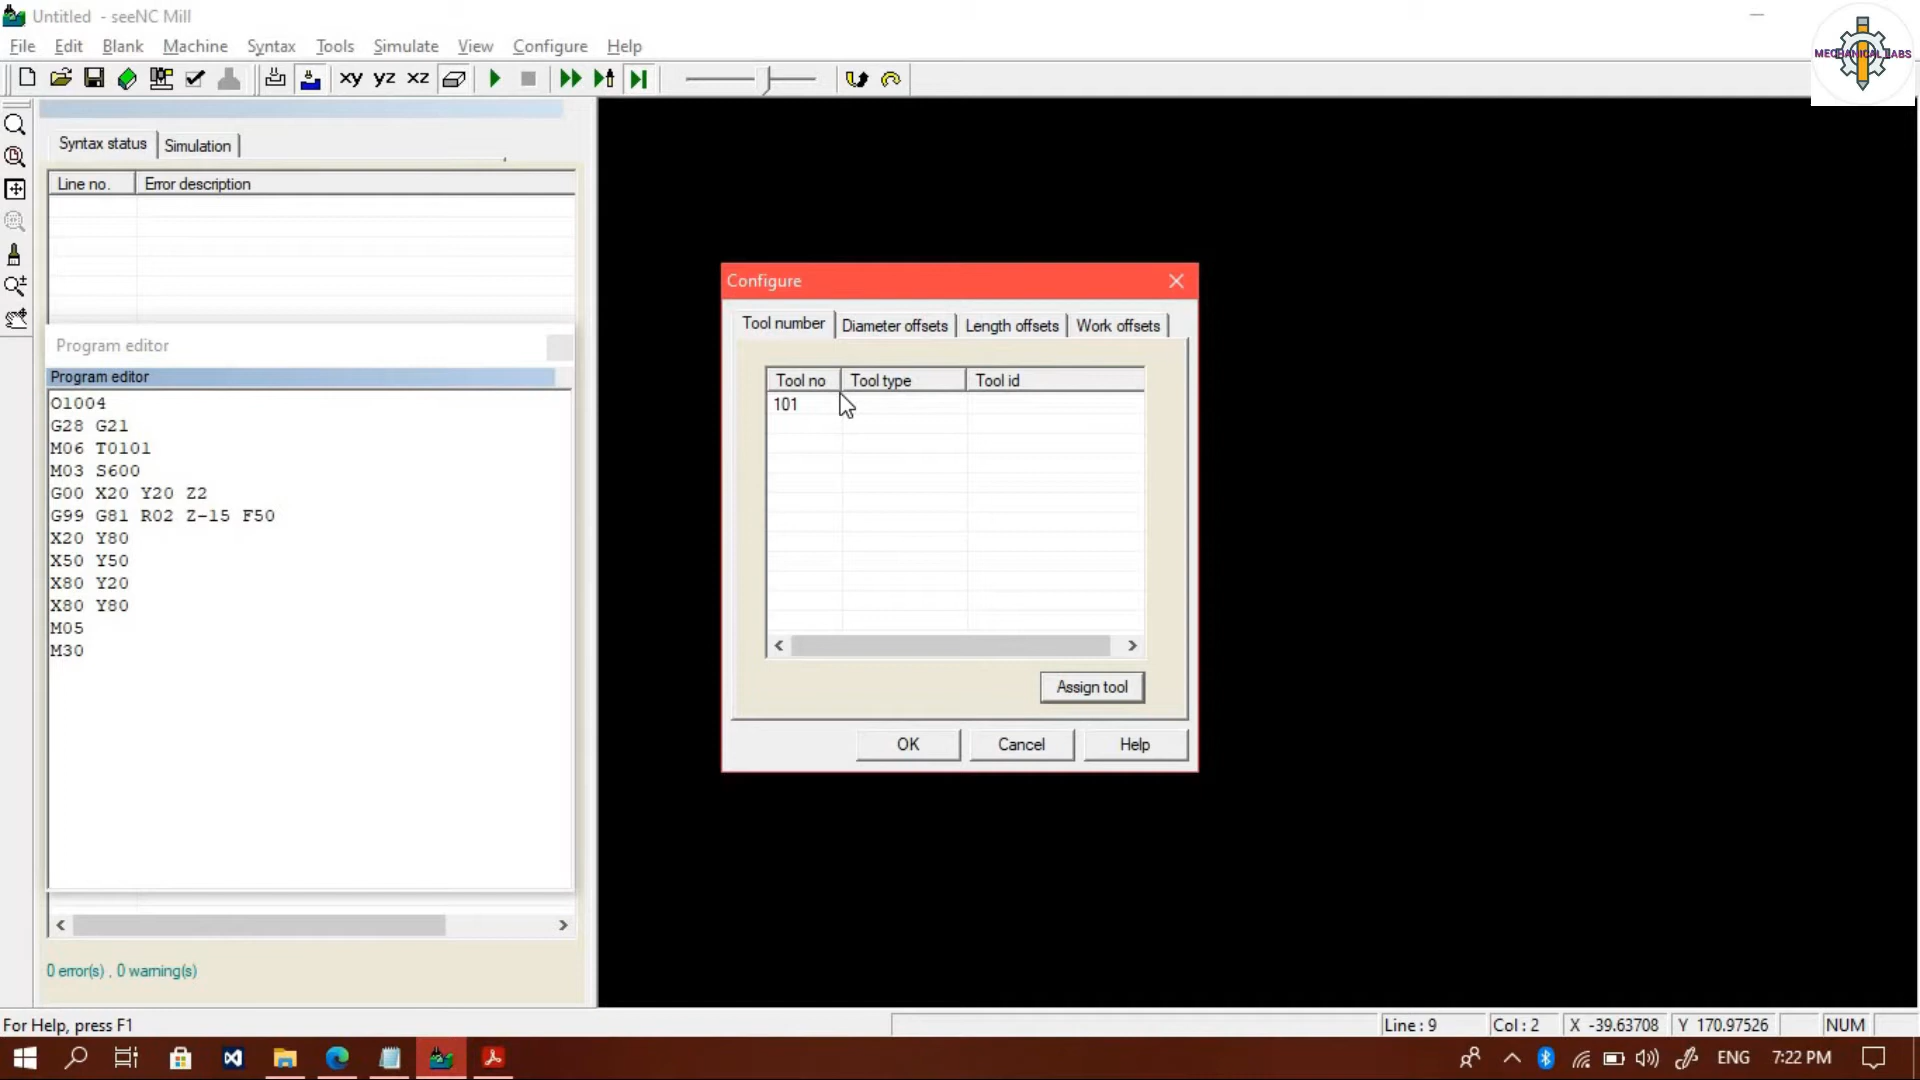 Untitled - seeNC Mill
MECHANICAL LABS
File Edit Blank Machine Syntax Tools Simulate View Configure Help
xy yz xz
Syntax status Simulation
Line no. Error description
Program editor
Program editor
O1004
G28 G21
M06 T0101
M03 S600
G00 X20 Y20 Z2
G99 G81 R02 Z-15 F50
X20 Y80
X50 Y50
X80 Y20
X80 Y80
M05
M30
0 error(s) , 0 warning(s)
Configure
Tool number Diameter offsets Length offsets Work offsets
Tool no Tool type Tool id
101
Assign tool
OK Cancel Help
For Help, press F1
Line : 9 Col : 2 X -39.63708 Y 170.97526 NUM
ENG 7:22 PM